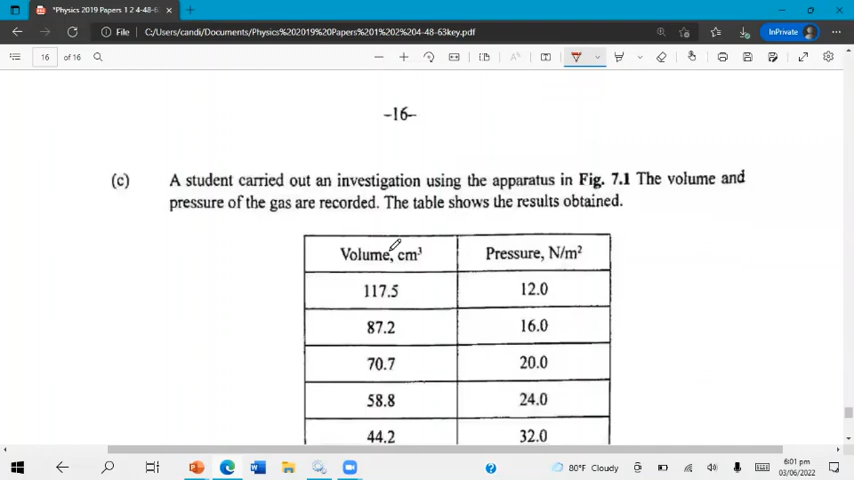 *Physics 2019 Papers 1 2 4-48-6
File
C:/Users/candi/Documents/Physics%202019%20Papers%201%202%204-48-63key.pdf
InPrivate
16 of 16
-16-
(c) A student carried out an investigation using the apparatus in Fig. 7.1 The volume and
pressure of the gas are recorded. The table shows the results obtained.
Volume, cm³ Pressure, N/m²
117.5 12.0
87.2 16.0
70.7 20.0
58.8 24.0
44.2 32.0
80°F Cloudy
6:01 pm
03/06/2022